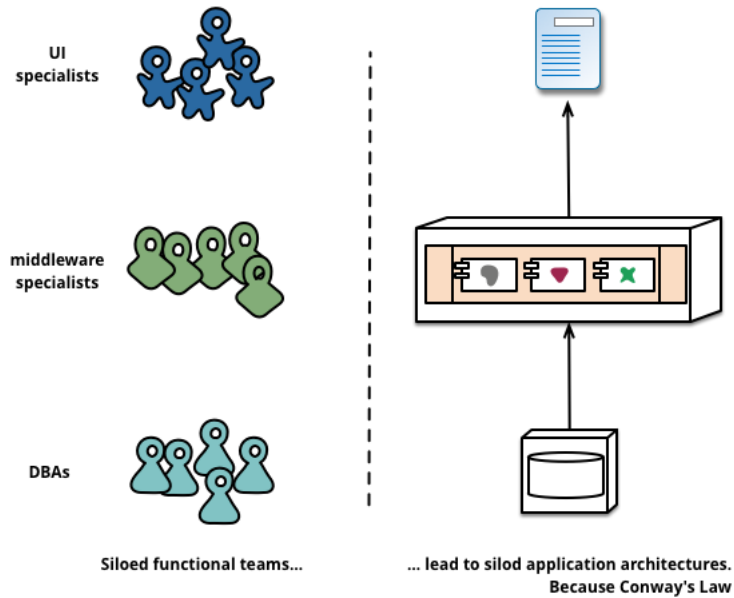 UI
specialists
middleware
specialists
DBAs
Siloed functional teams...
... lead to silod application architectures.
Because Conway's Law